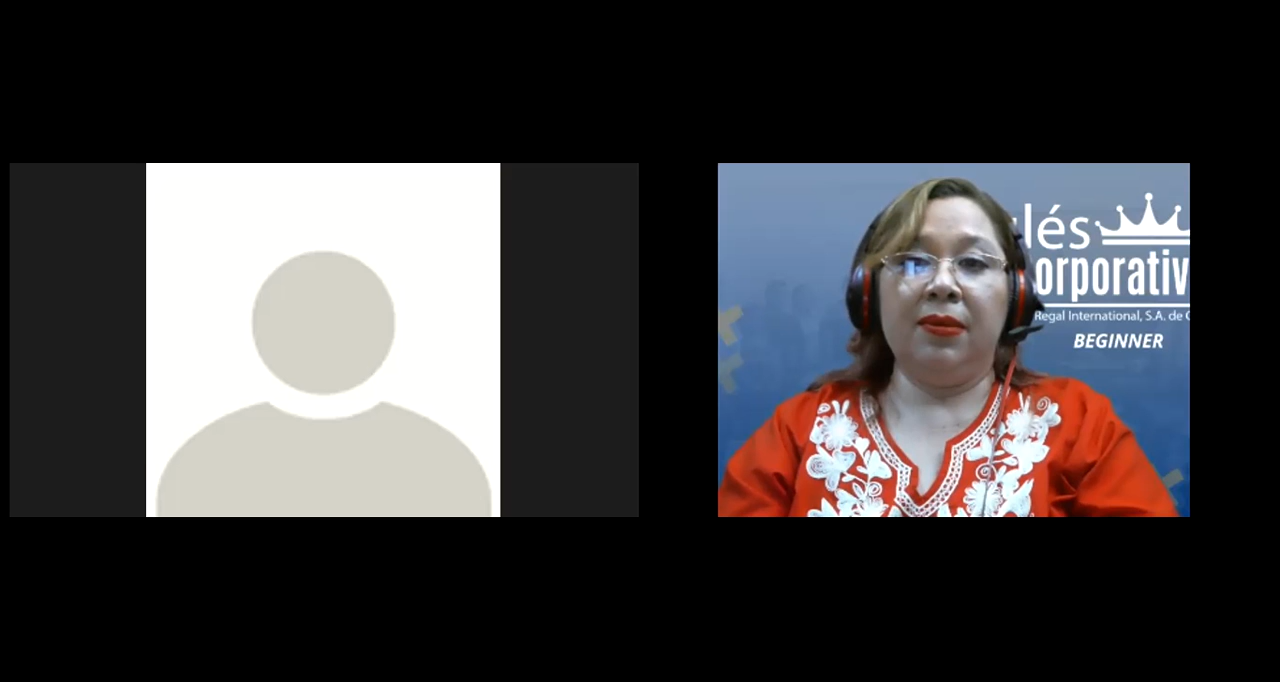 lés
orporativ
Regal International, S.A. de C
BEGINNER